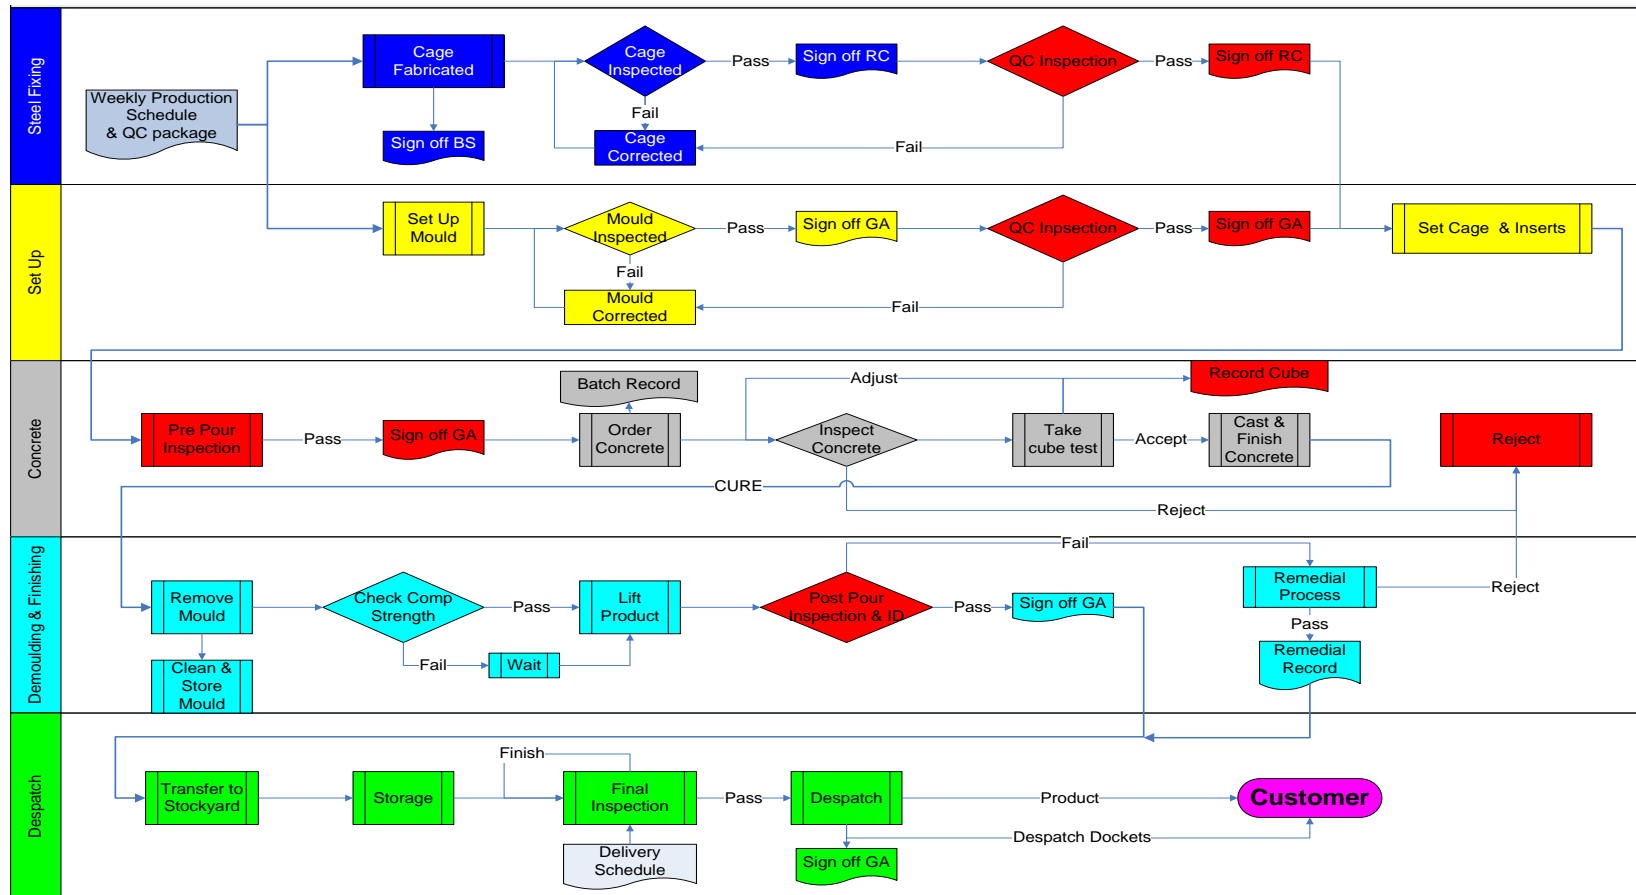 Steel Fixing
Weekly Production
Schedule
& QC package
Cage
Fabricated
Sign off BS
Cage
Inspected
Pass
Fail
Cage
Corrected
Sign off RC
QC Inspection
Pass
Fail
Sign off RC
Set Up
Set Up
Mould
Mould
Inspected
Pass
Fail
Mould
Corrected
Sign off GA
QC Inpsection
Pass
Fail
Sign off GA
Set Cage & Inserts
Concrete
Pre Pour
Inspection
Pass
Sign off GA
Batch Record
Order
Concrete
Adjust
Inspect
Concrete
Take
cube test
Accept
Record Cube
Cast &
Finish
Concrete
Reject
CURE
Reject
Demoulding & Finishing
Remove
Mould
Clean &
Store
Mould
Check Comp
Strength
Pass
Fail
Wait
Lift
Product
Post Pour
Inspection & ID
Fail
Pass
Sign off GA
Remedial
Process
Reject
Pass
Remedial
Record
Despatch
Transfer to
Stockyard
Storage
Finish
Final
Inspection
Delivery
Schedule
Pass
Despatch
Sign off GA
Product
Despatch Dockets
Customer